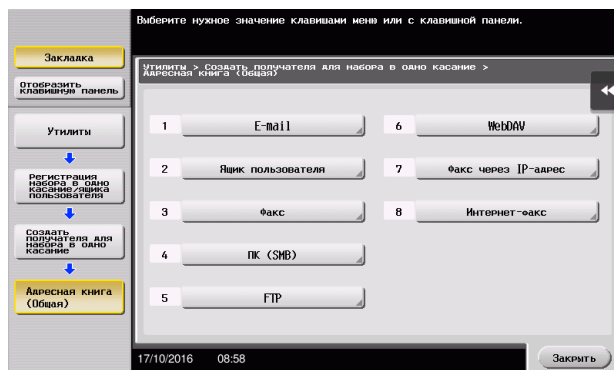 Выберите нужное значение клавишами меню или с клавишной панели.
Закладка
Отобразить
клавишную панель
Утилиты
Регистрация
набора в одно
касание/ящика
пользователя
Создать
получателя для
набора в одно
касание
Адресная книга
(Общая)
Утилиты > Создать получателя для набора в одно касание >
Адресная книга (Общая)
1 E-mail
2 Ящик пользователя
3 Факс
4 ПК (SMB)
5 FTP
6 WebDAV
7 Факс через IP-адрес
8 Интернет-факс
17/10/2016 08:58
Закрыть